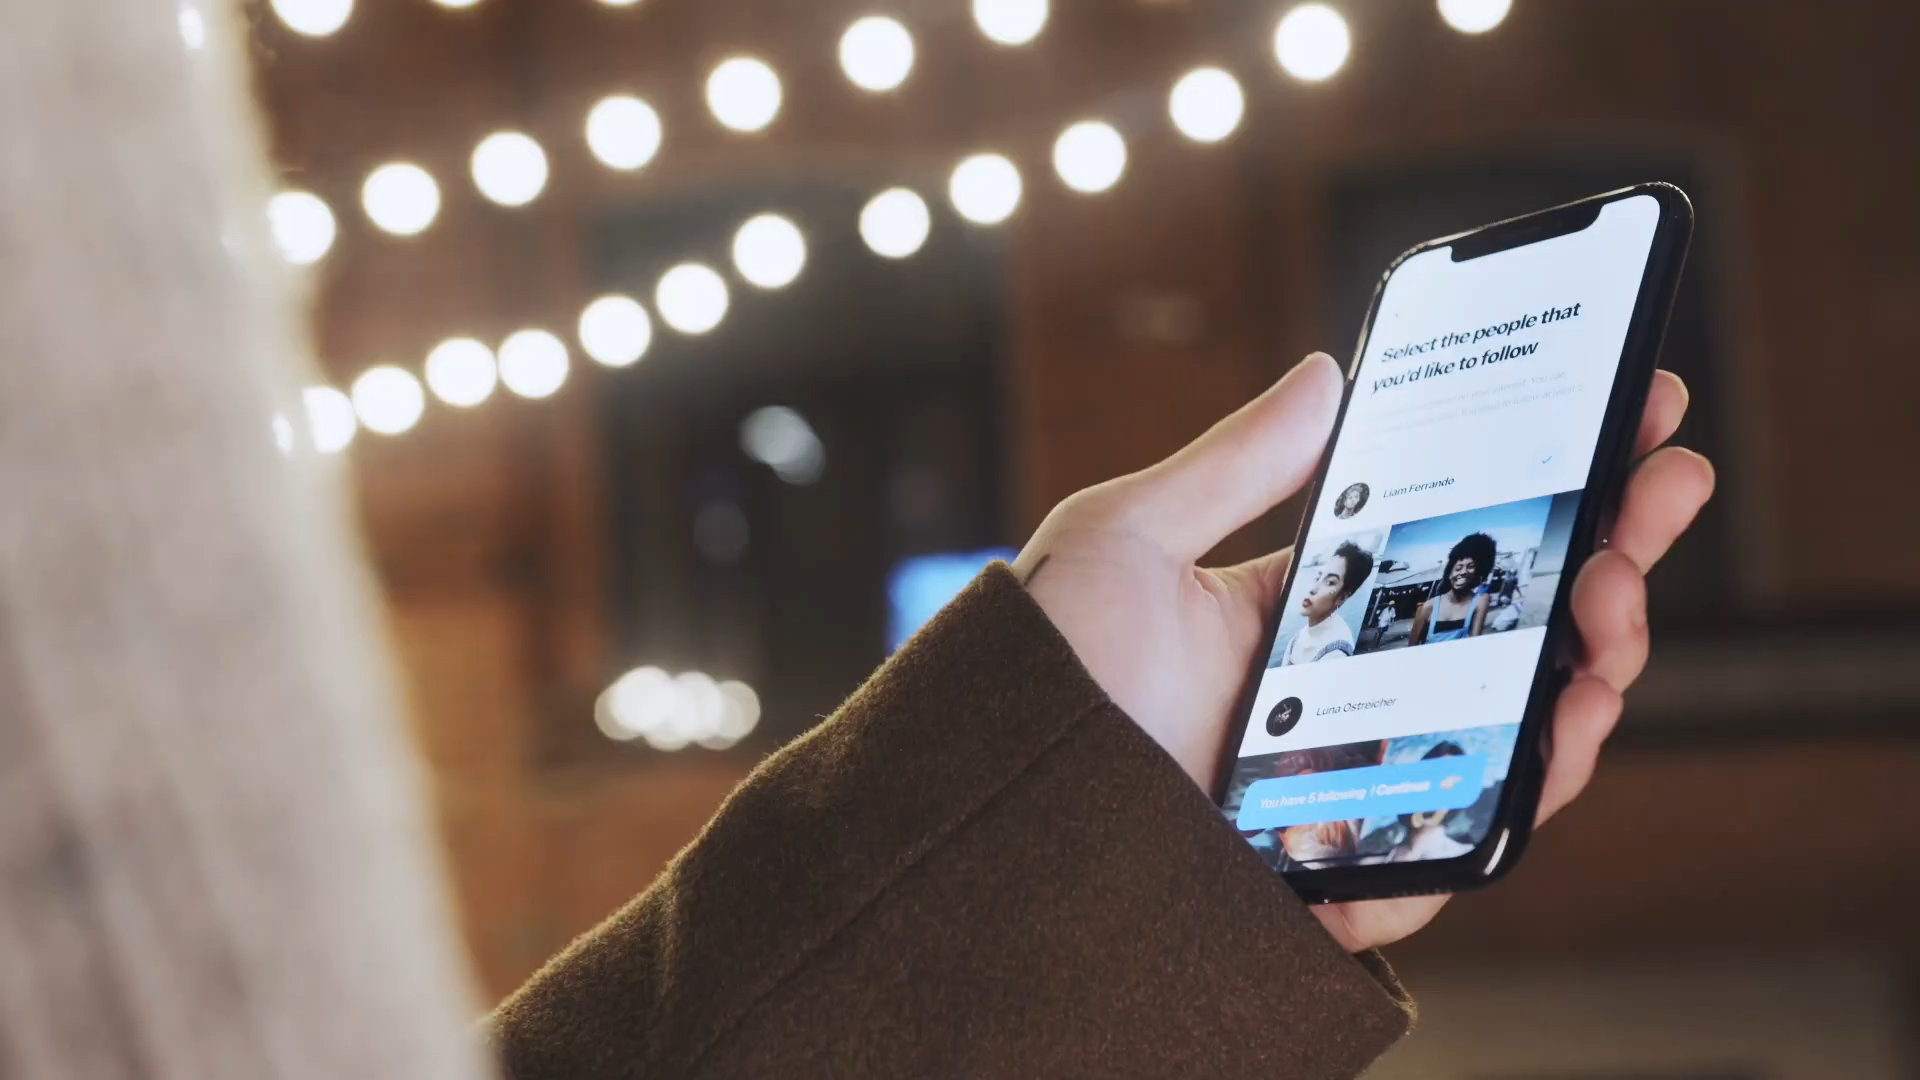 Select the people that
you'd like to follow
Liam Ferrando
Luna Ostreicher
You have 5 following / Continue